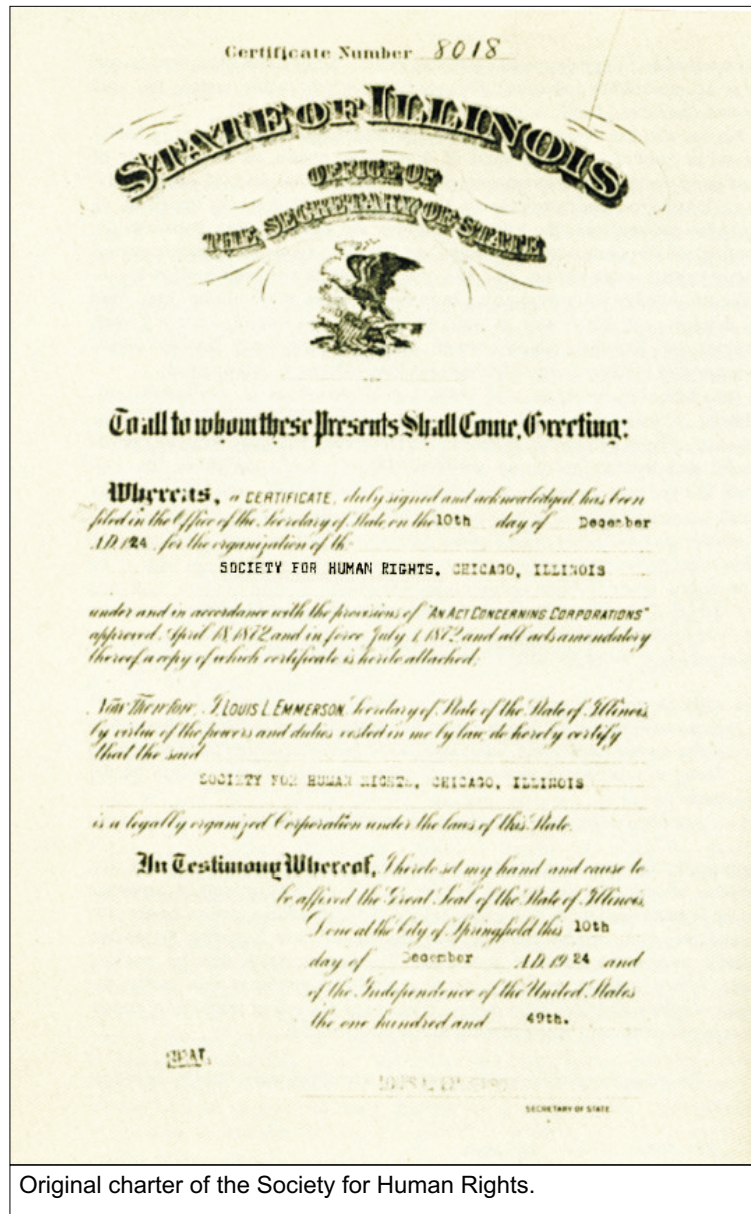 Certificate Number 8018
STATE OF ILLINOIS
OFFICE OF
THE SECRETARY OF STATE
To all to whom these Presents Shall Come, Greeting:
Whereas, a CERTIFICATE, duly signed and acknowledged has been
filed in the Office of the Secretary of State on the 10th day of December
A.D. 1924 for the organization of the
SOCIETY FOR HUMAN RIGHTS, CHICAGO, ILLINOIS
under and in accordance with the provisions of "AN ACT CONCERNING CORPORATIONS"
approved April 18, 1872 and in force July 1, 1872 and all acts amendatory
thereof, a copy of which certificate is hereto attached;
Now Therefore, I, LOUIS L. EMMERSON Secretary of State of the State of Illinois
by virtue of the powers and duties vested in me by law, do hereby certify
that the said
SOCIETY FOR HUMAN RIGHTS, CHICAGO, ILLINOIS
is a legally organized Corporation under the laws of this State.
In Testimony Whereof, I hereto set my hand and cause to
be affixed the Great Seal of the State of Illinois.
Done at the City of Springfield this 10th
day of December A.D. 1924 and
of the Independence of the United States
the one hundred and 49th.
SEAL
SECRETARY OF STATE.
Original charter of the Society for Human Rights.